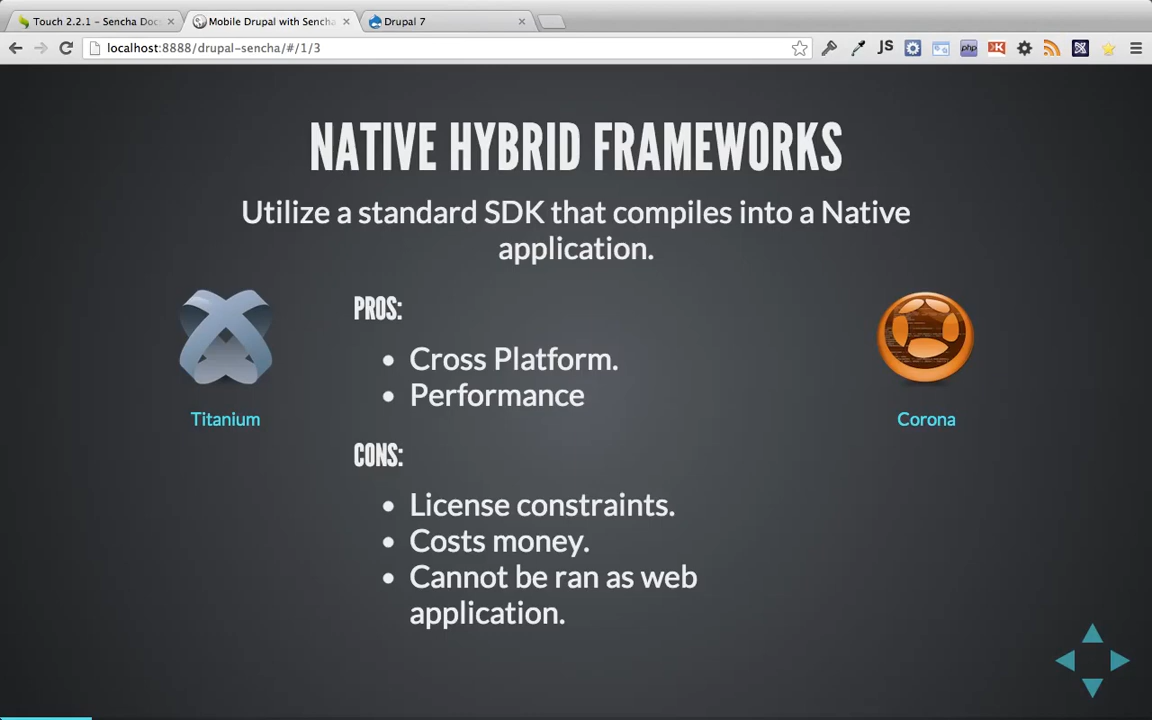 Touch 2.2.1 – Sencha Doc
Mobile Drupal with Sencha
Drupal 7
localhost:8888/drupal-sencha/#/1/3
JS
php
K
NATIVE HYBRID FRAMEWORKS
Utilize a standard SDK that compiles into a Native
application.
PROS:
Cross Platform.
Performance
Titanium
Corona
CONS:
License constraints.
Costs money.
Cannot be ran as web
application.